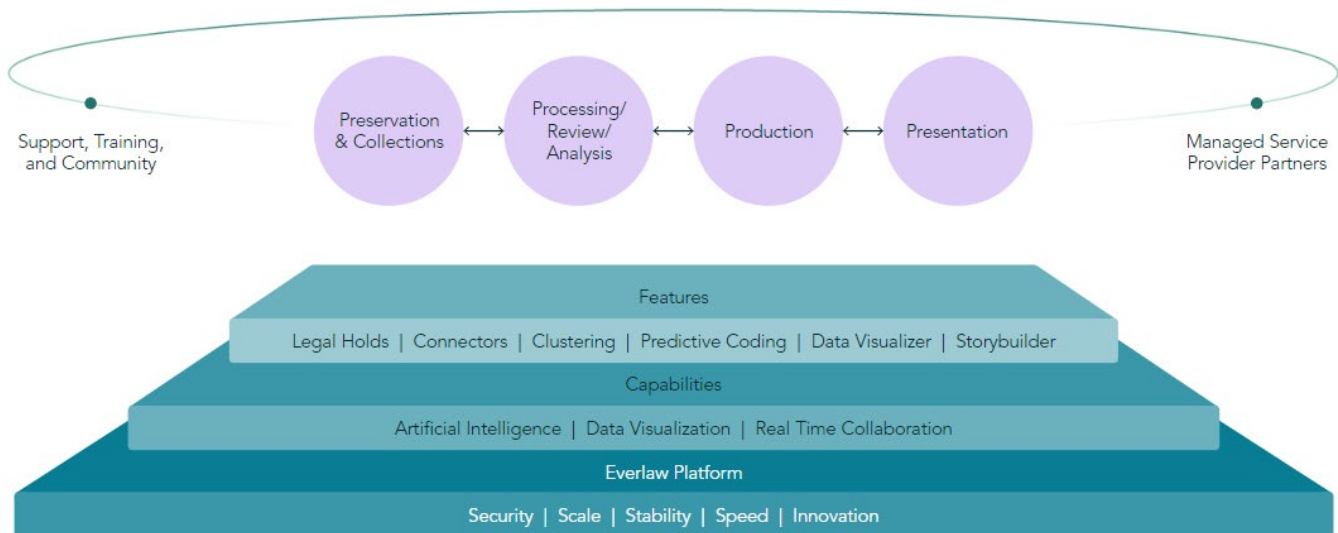 Preservation
& Collections
Processing/
Review/
Analysis
Production
Presentation
Support, Training,
and Community
Managed Service
Provider Partners
Features
Legal Holds | Connectors | Clustering | Predictive Coding | Data Visualizer | Storybuilder
Capabilities
Artificial Intelligence | Data Visualization | Real Time Collaboration
Everlaw Platform
Security | Scale | Stability | Speed | Innovation